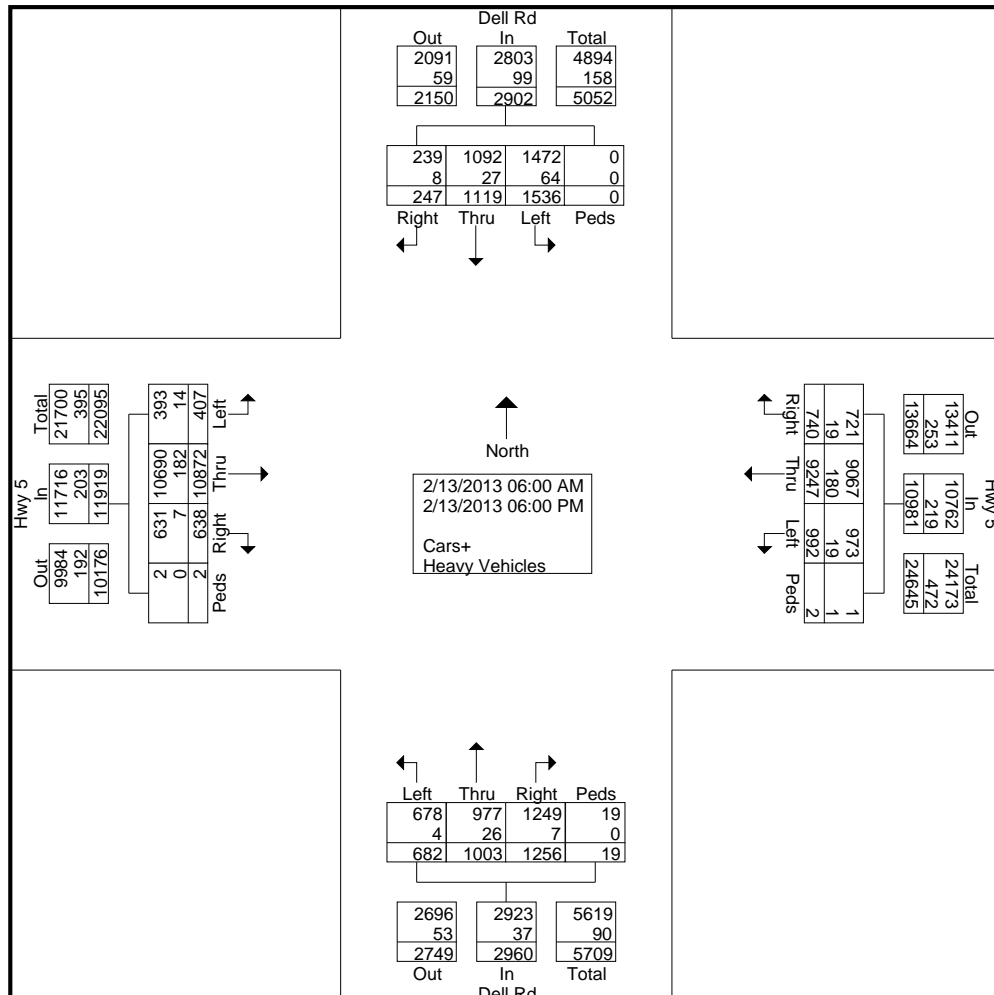 Dell Rd
Out In Total
2091 2803 4894
59 99 158
2150 2902 5052
239 1092 1472 0
8 27 64 0
247 1119 1536 0
Right Thru Left Peds
Total
21700
395
22095
In
11716
203
11919
Out
9984
192
10176
Hwy 5
393
14
407
Left
10690
182
10872
Thru
631
7
638
Right
2
0
2
Peds
North
2/13/2013 06:00 AM
2/13/2013 06:00 PM
Cars+
Heavy Vehicles
Right
740
19
721
Thru
9247
180
9067
Left
992
19
973
Peds
2
1
1
Out
13411
253
13664
In
10762
219
10981
Total
24173
472
24645
Hwy 5
Left Thru Right Peds
678 977 1249 19
4 26 7 0
682 1003 1256 19
2696 2923 5619
53 37 90
2749 2960 5709
Out In Total
Dell Rd